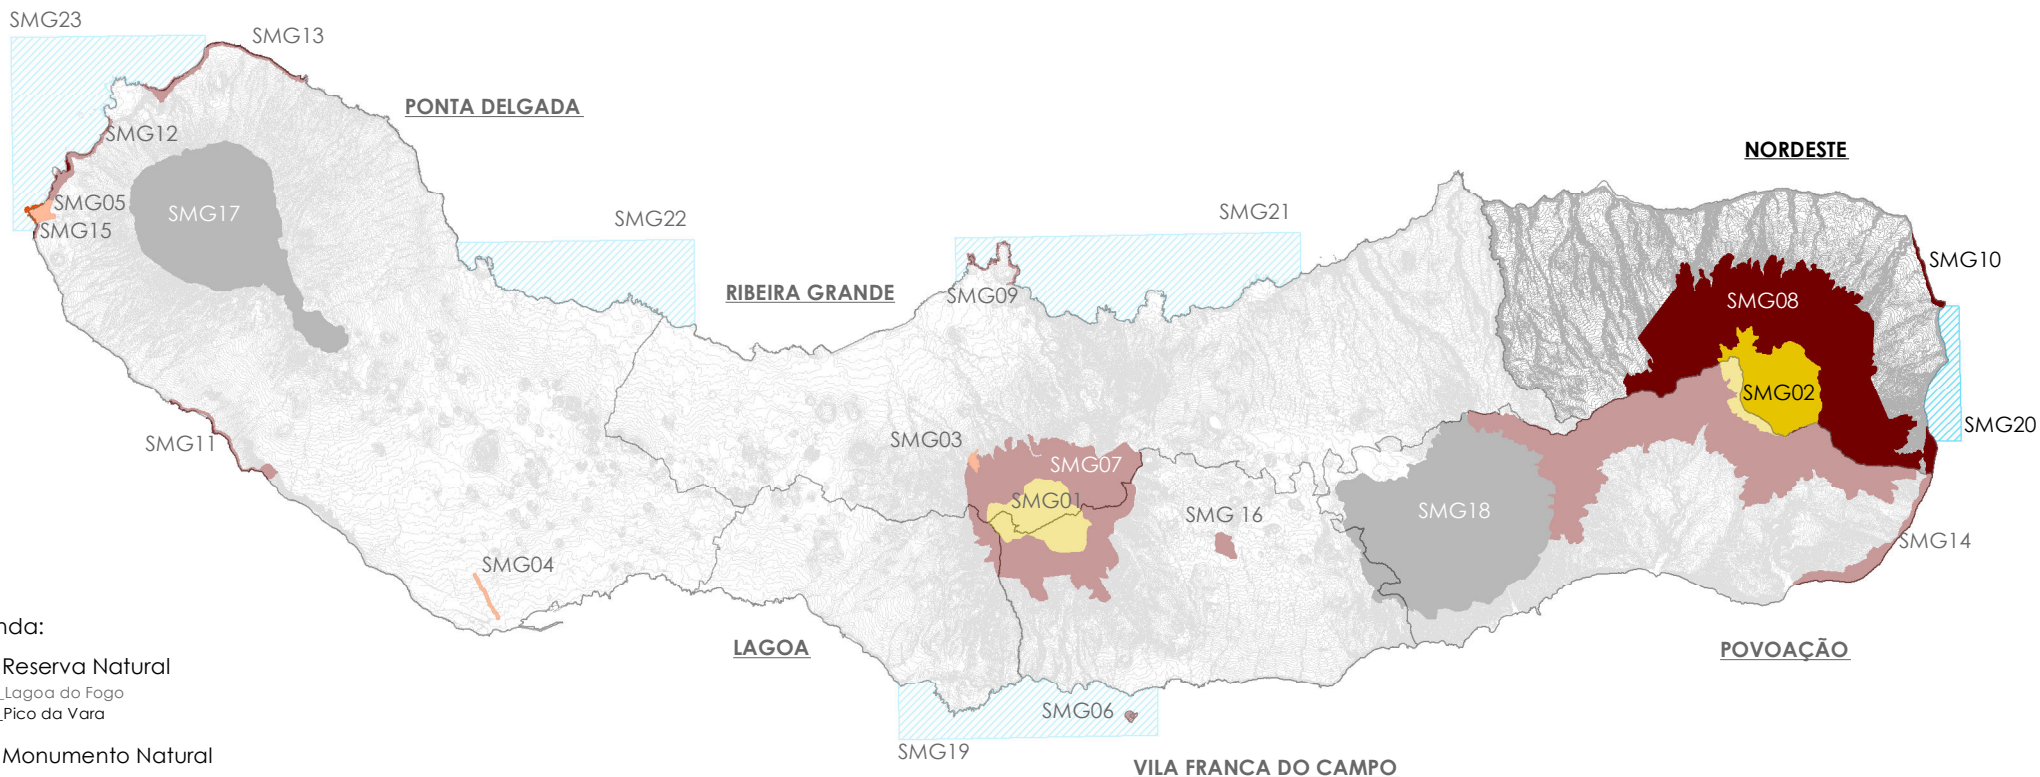 SMG23
SMG13
PONTA DELGADA
SMG12
NORDESTE
SMG05
SMG17
SMG15
SMG22
SMG21
SMG10
RIBEIRA GRANDE
SMG09
SMG08
SMG02
SMG20
SMG11
SMG03
SMG07
SMG01
SMG 16
SMG18
SMG14
SMG04
nda:
LAGOA
POVOAÇÃO
Reserva Natural
_Lagoa do Fogo
_Pico da Vara
SMG06
SMG19
Monumento Natural
VILA FRANCA DO CAMPO